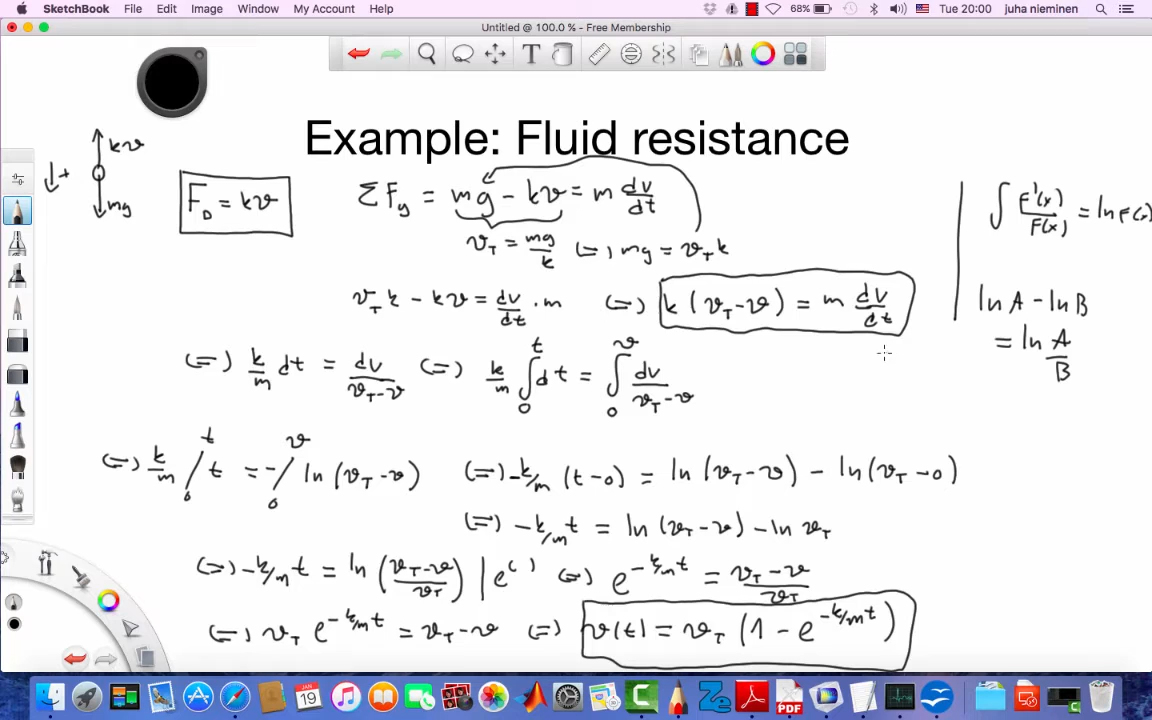 SketchBook File Edit Image Window My Account Help 68% Tue 20:00 juha nieminen
Untitled @ 100.0 % - Free Membership
T
Example: Fluid resistance
kv
↓+
mg
F_D = kv
ΣF_y = mg - kv = m dv/dt
v_T = mg/k (=) mg = v_T k
v_T k - kv = dv/dt · m (=) k (v_T - v) = m dv/dt
(=) k/m dt = dv/(v_T - v) (=) k/m ∫_0^t dt = ∫_0^v dv/(v_T - v)
(=) k/m /_0^t t = - /_0^v ln (v_T - v) (=) -k/m (t - 0) = ln (v_T - v) - ln (v_T - 0)
(=) -k/m t = ln (v_T - v) - ln v_T
(=) -k/m t = ln ((v_T - v)/v_T) | e^( ) (=) e^(-k/m t) = (v_T - v)/v_T
(=) v_T e^(-k/m t) = v_T - v (=) v(t) = v_T (1 - e^(-k/m t))
∫ F'(x)/F(x) = ln F(x)
ln A - ln B
= ln A/B
JAN
19
PDF